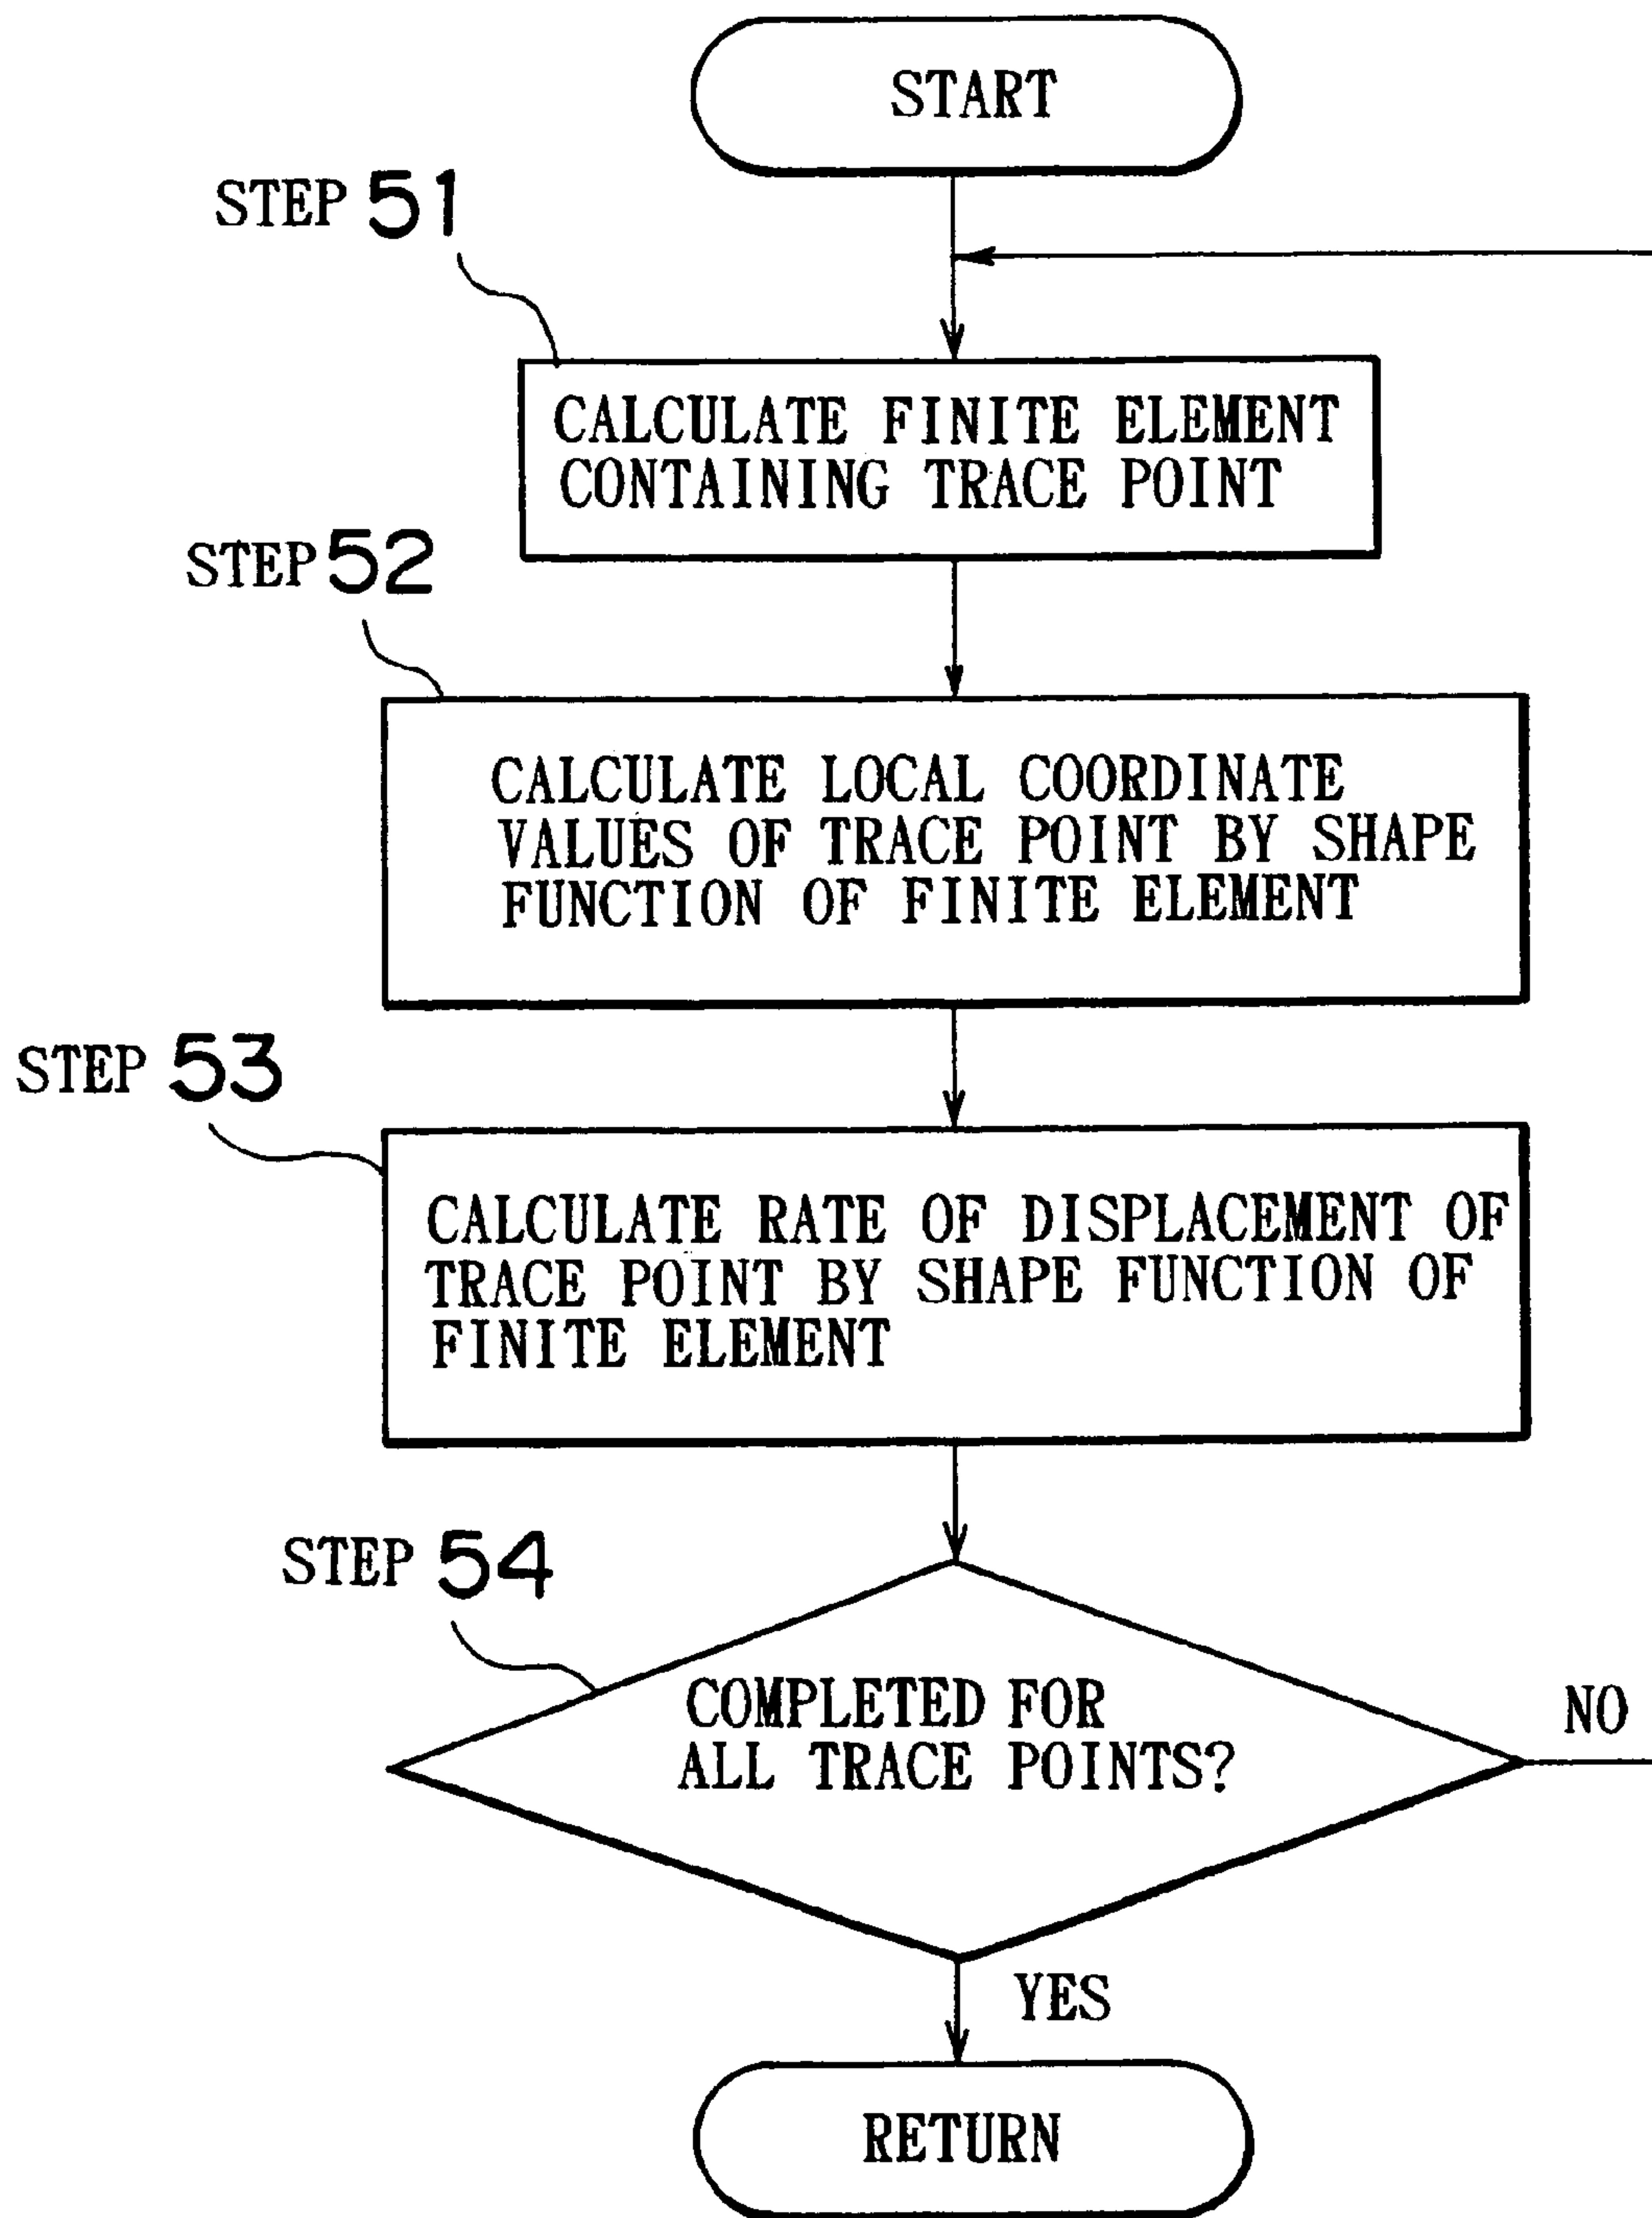 START
STEP 51
CALCULATE FINITE ELEMENT
CONTAINING TRACE POINT
STEP 52
CALCULATE LOCAL COORDINATE
VALUES OF TRACE POINT BY SHAPE
FUNCTION OF FINITE ELEMENT
STEP 53
CALCULATE RATE OF DISPLACEMENT OF
TRACE POINT BY SHAPE FUNCTION OF
FINITE ELEMENT
STEP 54
COMPLETED FOR
ALL TRACE POINTS?
NO
YES
RETURN